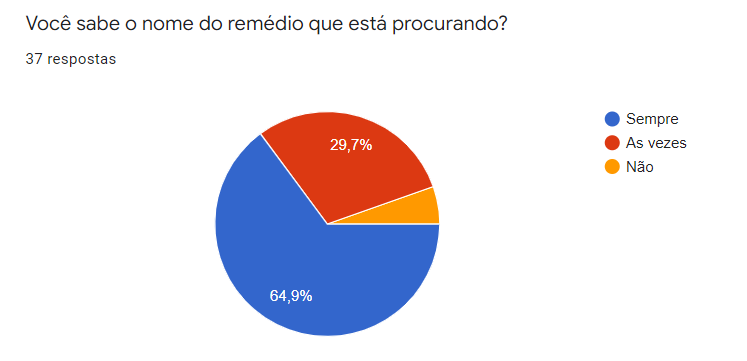 Você sabe o nome do remédio que está procurando?
37 respostas
Sempre
As vezes
Não
29,7%
64,9%